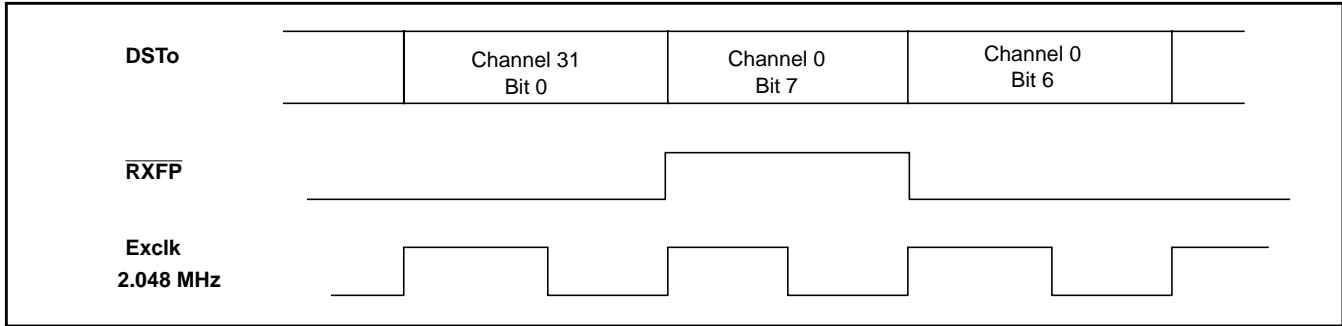 DSTo
Channel 31
Bit 0
Channel 0
Bit 7
Channel 0
Bit 6
RXFP
Exclk
2.048 MHz